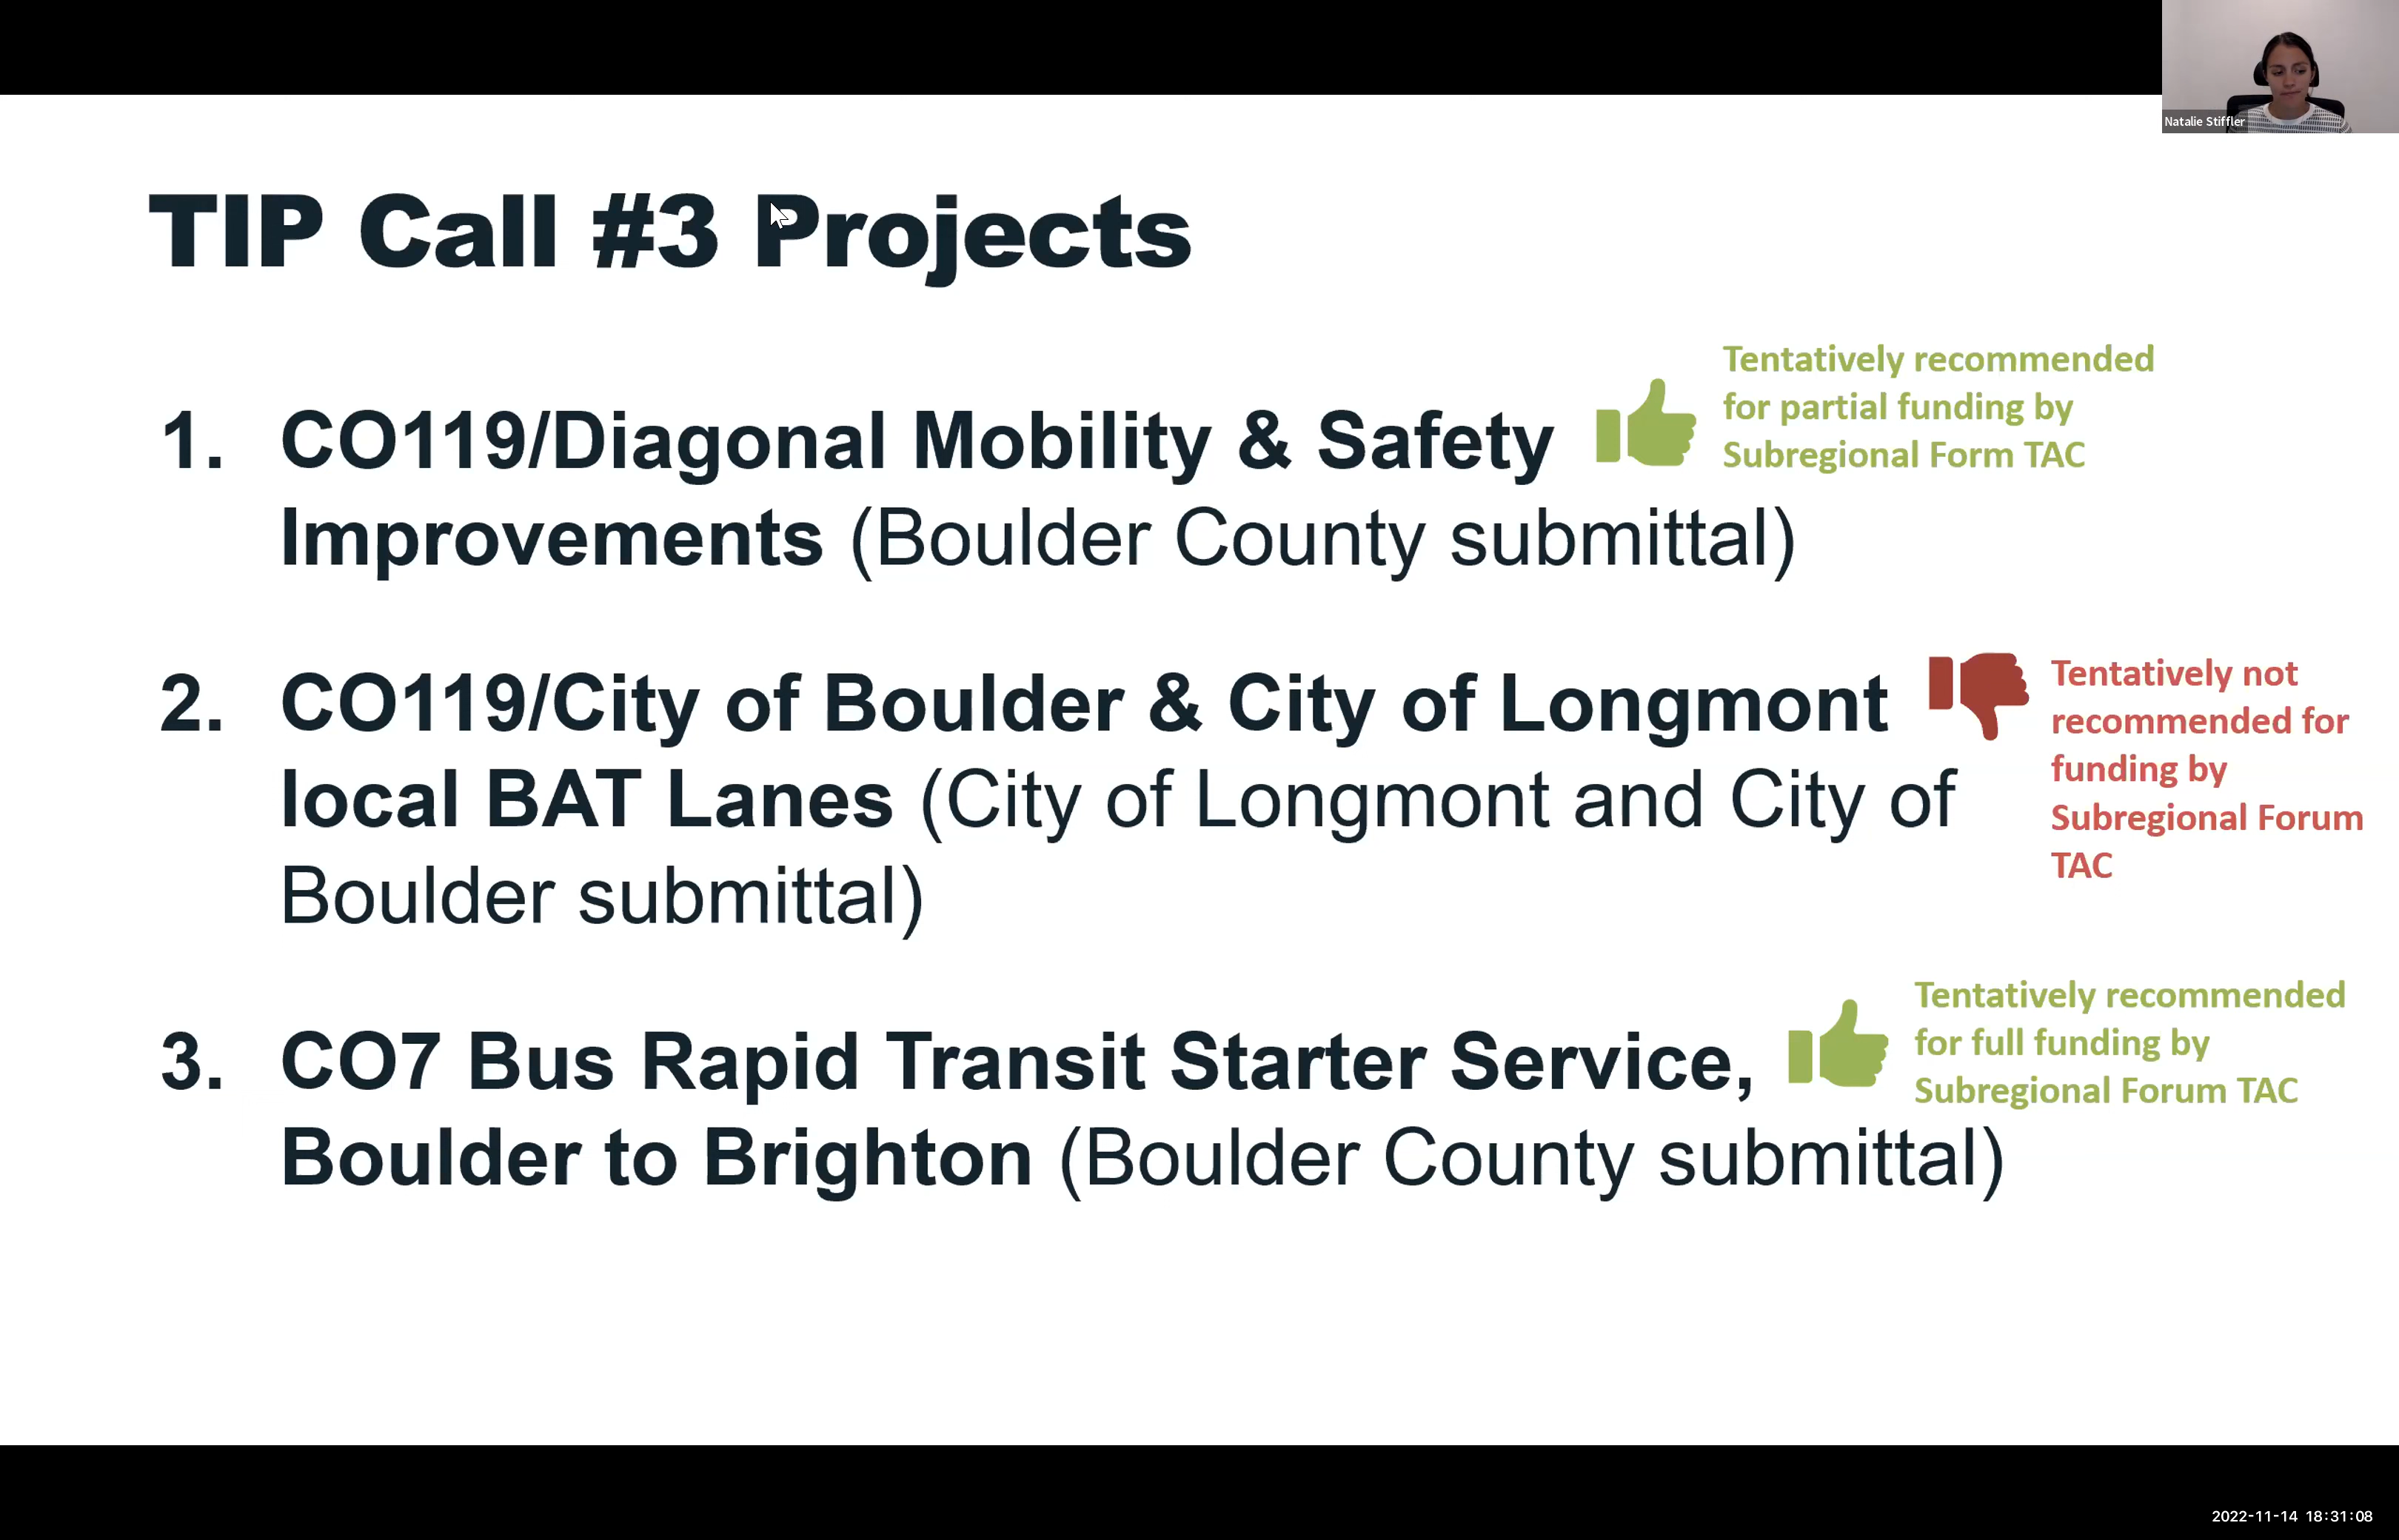 Natalie Stiffler
TIP Call #3 Projects
1. CO119/Diagonal Mobility & Safety
Improvements (Boulder County submittal)
Tentatively recommended
for partial funding by
Subregional Form TAC
2. CO119/City of Boulder & City of Longmont
local BAT Lanes (City of Longmont and City of
Boulder submittal)
Tentatively not
recommended for
funding by
Subregional Forum
TAC
3. CO7 Bus Rapid Transit Starter Service,
Boulder to Brighton (Boulder County submittal)
Tentatively recommended
for full funding by
Subregional Forum TAC
2022-11-14 18:31:08